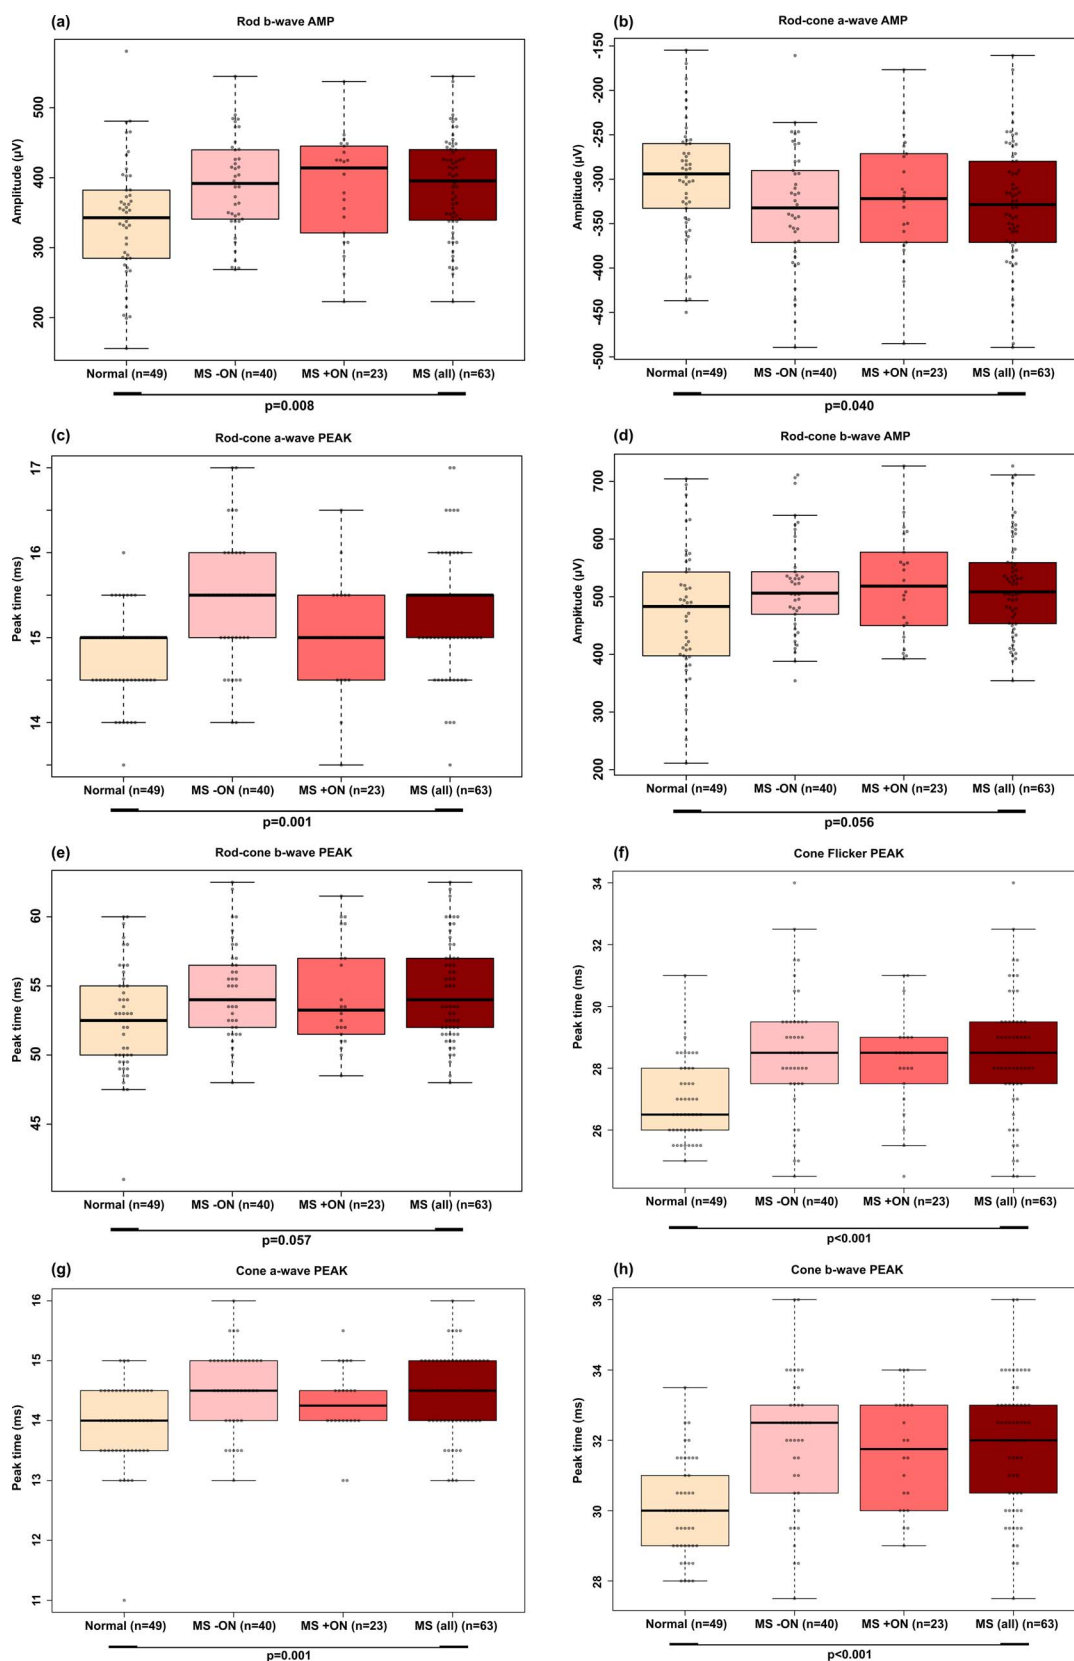 (a) Rod b-wave AMP
Amplitude (µV)
500
400
300
200
Normal (n=49) MS -ON (n=40) MS +ON (n=23) MS (all) (n=63)
p=0.008
(b) Rod-cone a-wave AMP
Amplitude (µV)
-150
-200
-250
-300
-350
-400
-450
-500
Normal (n=49) MS -ON (n=40) MS +ON (n=23) MS (all) (n=63)
p=0.040
(c) Rod-cone a-wave PEAK
Peak time (ms)
17
16
15
14
Normal (n=49) MS -ON (n=40) MS +ON (n=23) MS (all) (n=63)
p=0.001
(d) Rod-cone b-wave AMP
Amplitude (µV)
700
600
500
400
300
200
Normal (n=49) MS -ON (n=40) MS +ON (n=23) MS (all) (n=63)
p=0.056
(e) Rod-cone b-wave PEAK
Peak time (ms)
60
55
50
45
Normal (n=49) MS -ON (n=40) MS +ON (n=23) MS (all) (n=63)
p=0.057
(f) Cone Flicker PEAK
Peak time (ms)
34
32
30
28
26
Normal (n=49) MS -ON (n=40) MS +ON (n=23) MS (all) (n=63)
p<0.001
(g) Cone a-wave PEAK
Peak time (ms)
16
15
14
13
12
11
Normal (n=49) MS -ON (n=40) MS +ON (n=23) MS (all) (n=63)
p=0.001
(h) Cone b-wave PEAK
Peak time (ms)
36
34
32
30
28
Normal (n=49) MS -ON (n=40) MS +ON (n=23) MS (all) (n=63)
p<0.001